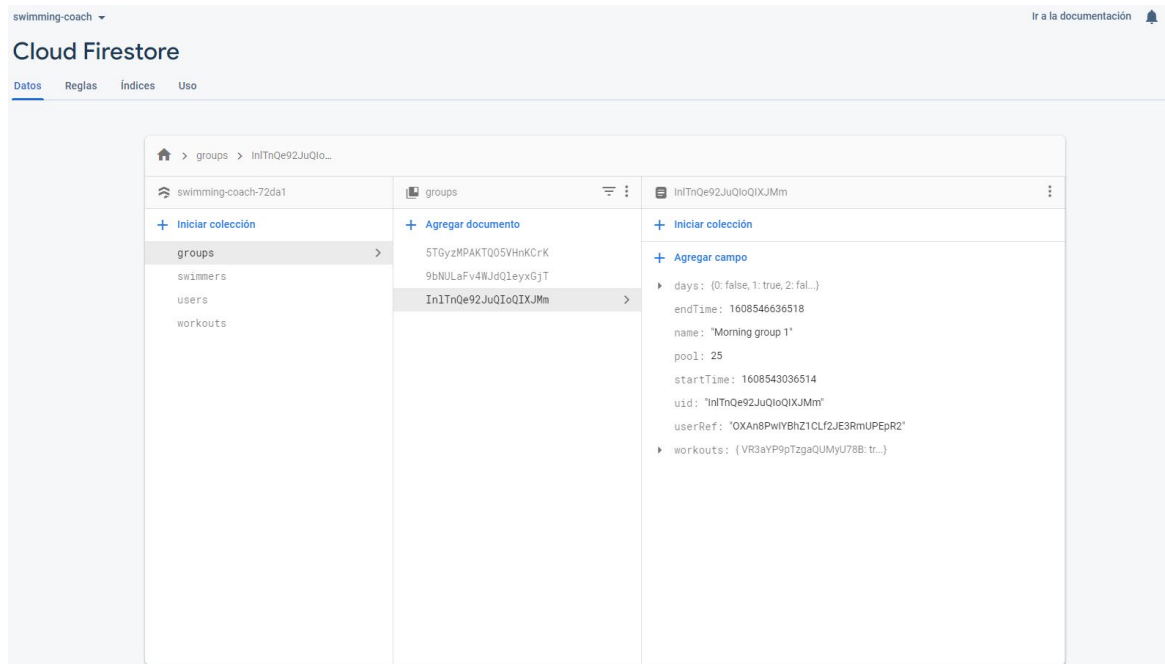 swimming-coach
Ir a la documentación
Cloud Firestore
Datos Reglas Índices Uso
groups > InlTnQe92JuQIo...
swimming-coach-72da1
+ Iniciar colección
groups
swimmers
users
workouts
groups
+ Agregar documento
5TGyzMPAKTQO5VHnKCrK
9bNULaFv4WJdQleyxGjT
InlTnQe92JuQIoQIXJMm
InlTnQe92JuQIoQIXJMm
+ Iniciar colección
+ Agregar campo
days: {0: false, 1: true, 2: fal...}
endTime: 1608546636518
name: "Morning group 1"
pool: 25
startTime: 1608543036514
uid: "InlTnQe92JuQIoQIXJMm"
userRef: "OXAn8PwIYBhZ1CLf2JE3RmUPEpR2"
workouts: { VR3aYP9pTzgaQUMyU78B: tr...}